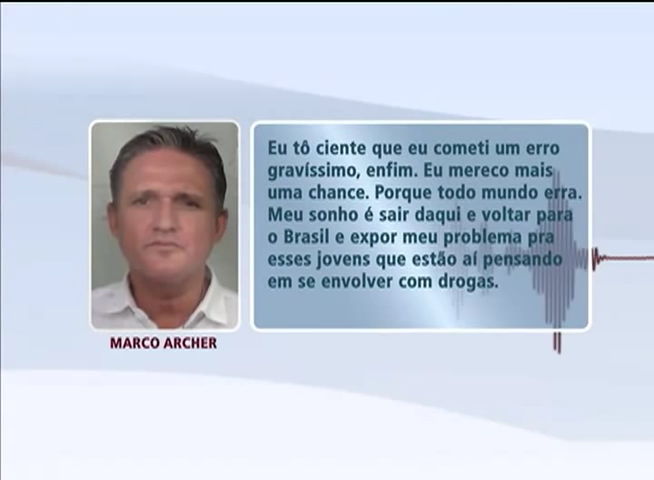 Eu tô ciente que eu cometi um erro
gravíssimo, enfim. Eu mereco mais
uma chance. Porque todo mundo erra.
Meu sonho é sair daqui e voltar para
o Brasil e expor meu problema pra
esses jovens que estão aí pensando
em se envolver com drogas.
MARCO ARCHER